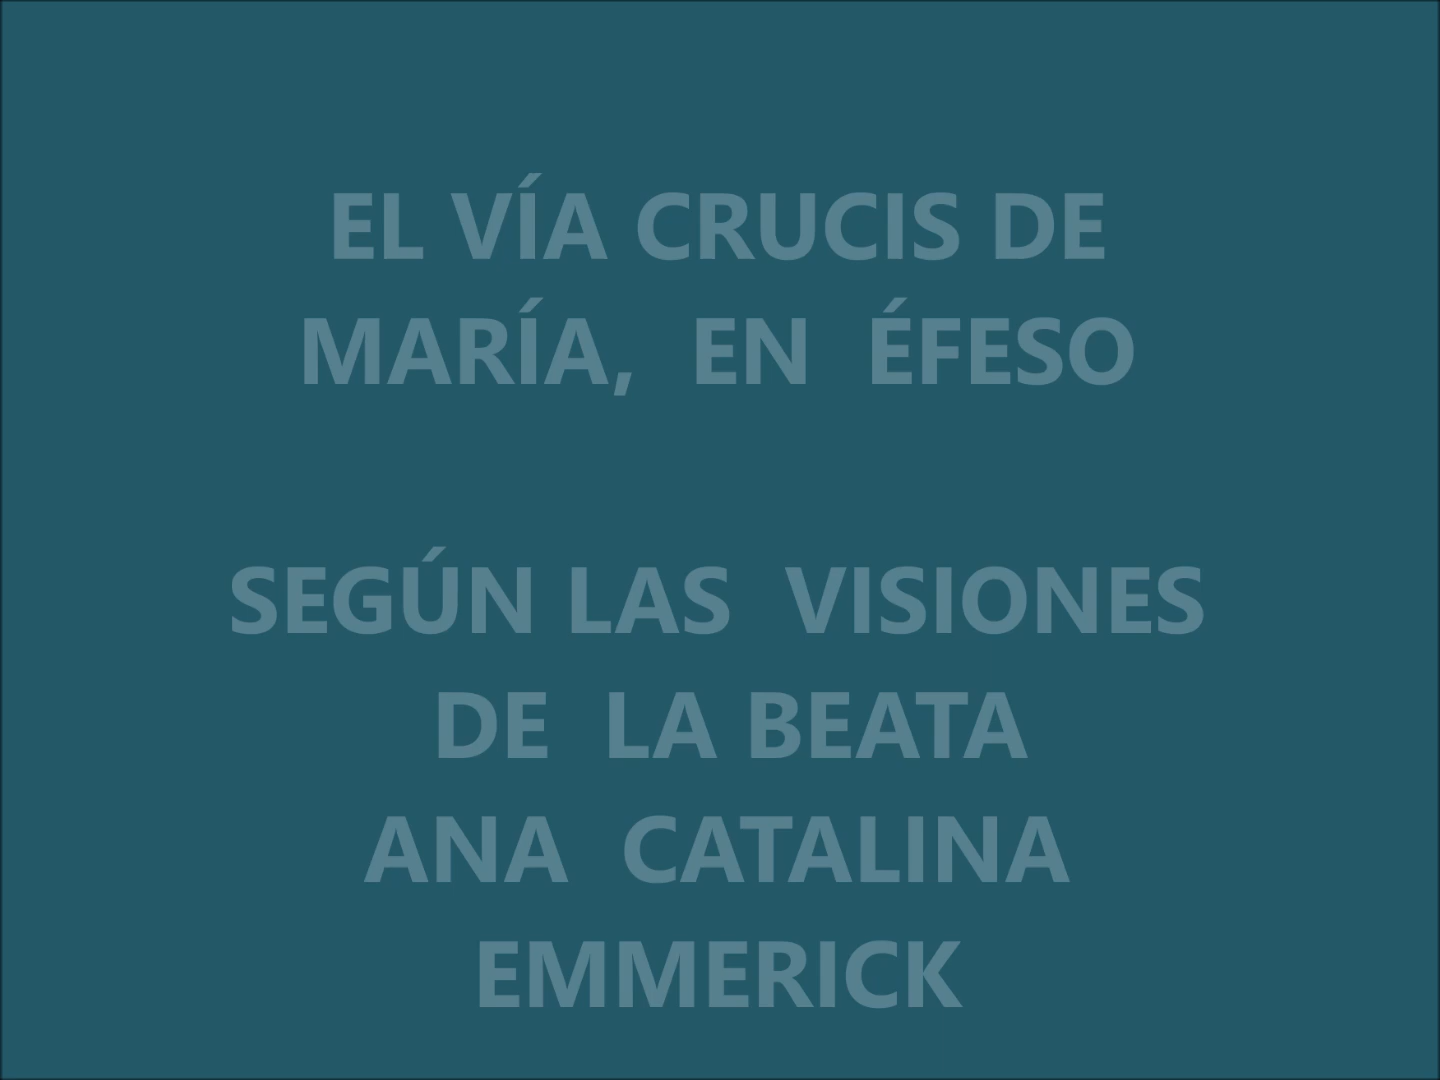 EL VÍA CRUCIS DE
MARÍA, EN ÉFESO
SEGÚN LAS VISIONES
DE LA BEATA
ANA CATALINA
EMMERICK